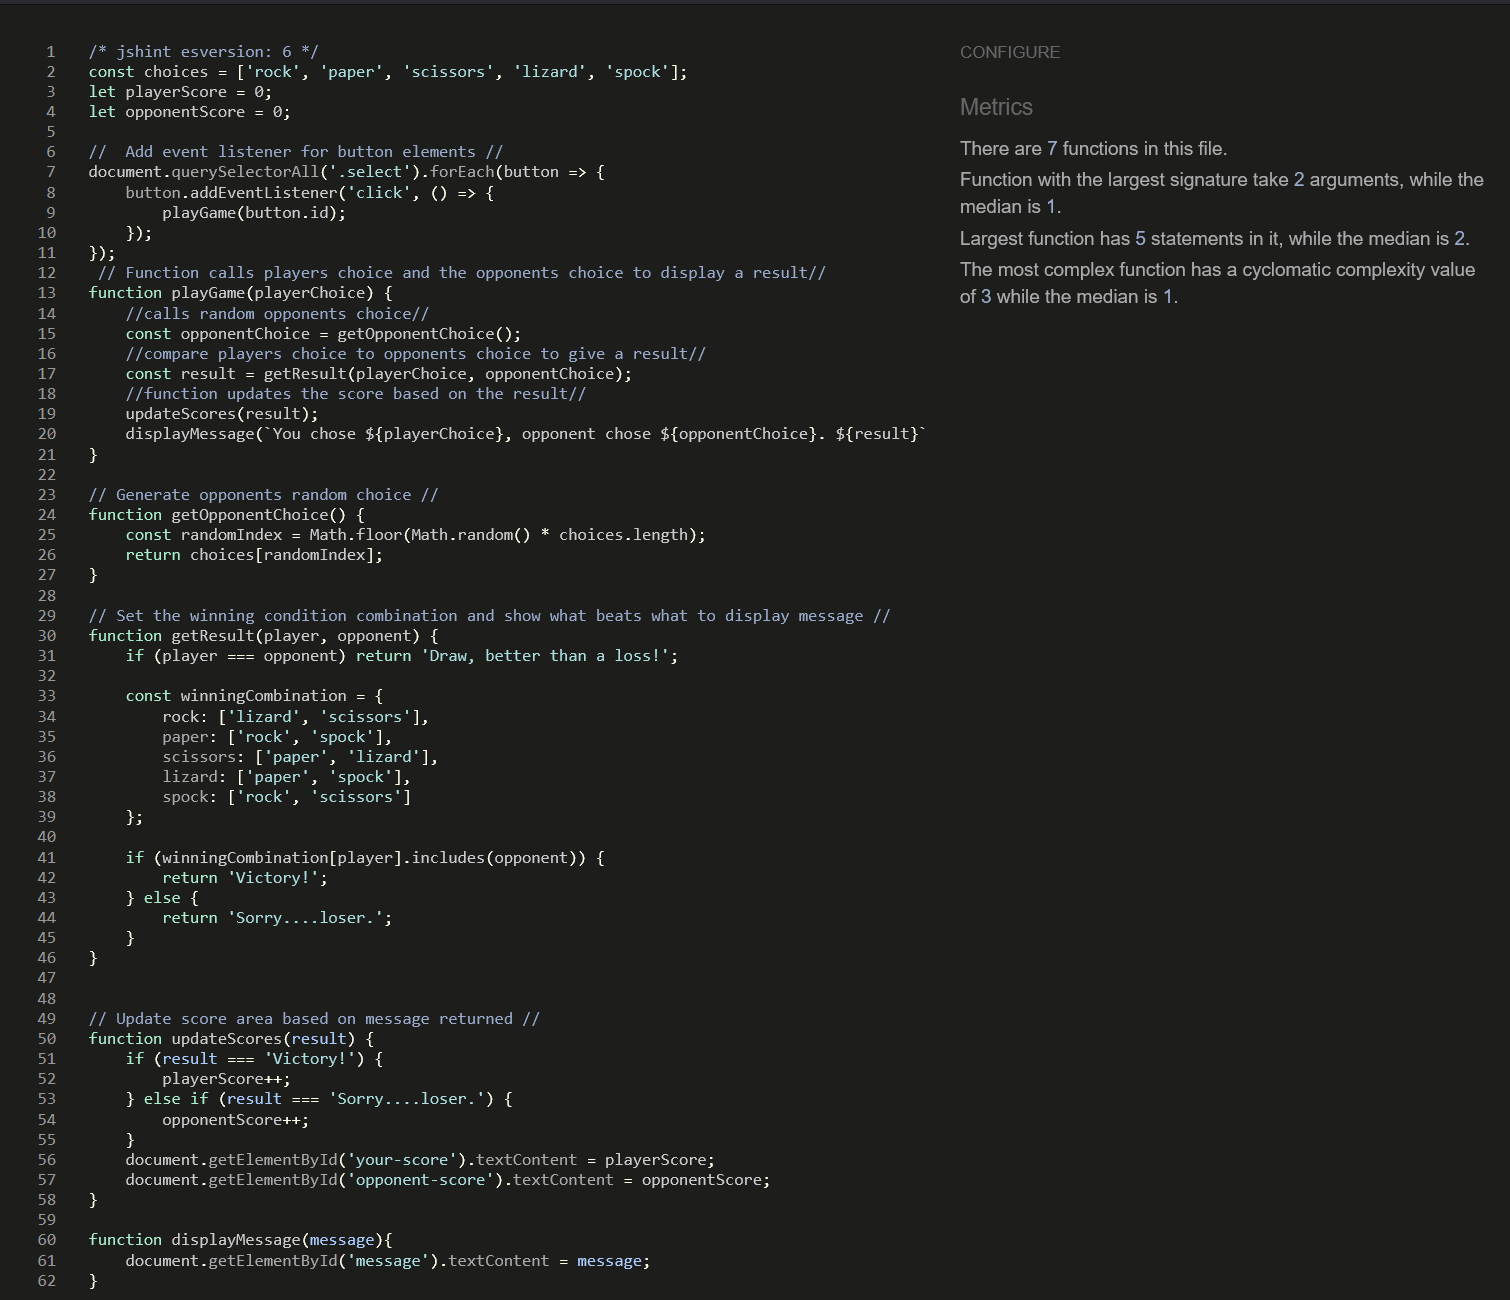 1 /* jshint esversion: 6 */
2 const choices = ['rock', 'paper', 'scissors', 'lizard', 'spock'];
3 let playerScore = 0;
4 let opponentScore = 0;
5
6 //  Add event listener for button elements //
7 document.querySelectorAll('.select').forEach(button => {
8     button.addEventListener('click', () => {
9         playGame(button.id);
10     });
11 });
12  // Function calls players choice and the opponents choice to display a result//
13 function playGame(playerChoice) {
14     //calls random opponents choice//
15     const opponentChoice = getOpponentChoice();
16     //compare players choice to opponents choice to give a result//
17     const result = getResult(playerChoice, opponentChoice);
18     //function updates the score based on the result//
19     updateScores(result);
20     displayMessage(`You chose ${playerChoice}, opponent chose ${opponentChoice}. ${result}`
21 }
22
23 // Generate opponents random choice //
24 function getOpponentChoice() {
25     const randomIndex = Math.floor(Math.random() * choices.length);
26     return choices[randomIndex];
27 }
28
29 // Set the winning condition combination and show what beats what to display message //
30 function getResult(player, opponent) {
31     if (player === opponent) return 'Draw, better than a loss!';
32
33     const winningCombination = {
34         rock: ['lizard', 'scissors'],
35         paper: ['rock', 'spock'],
36         scissors: ['paper', 'lizard'],
37         lizard: ['paper', 'spock'],
38         spock: ['rock', 'scissors']
39     };
40
41     if (winningCombination[player].includes(opponent)) {
42         return 'Victory!';
43     } else {
44         return 'Sorry....loser.';
45     }
46 }
47
48
49 // Update score area based on message returned //
50 function updateScores(result) {
51     if (result === 'Victory!') {
52         playerScore++;
53     } else if (result === 'Sorry....loser.') {
54         opponentScore++;
55     }
56     document.getElementById('your-score').textContent = playerScore;
57     document.getElementById('opponent-score').textContent = opponentScore;
58 }
59
60 function displayMessage(message){
61     document.getElementById('message').textContent = message;
62 }
CONFIGURE
Metrics
There are 7 functions in this file.
Function with the largest signature take 2 arguments, while the
median is 1.
Largest function has 5 statements in it, while the median is 2.
The most complex function has a cyclomatic complexity value
of 3 while the median is 1.